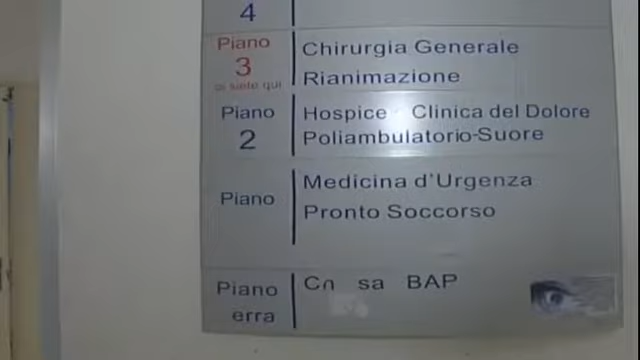 4
Piano
3
Chirurgia Generale
Rianimazione
siete qui
Piano
2
Hospice Clinica del Dolore
Poliambulatorio-Suore
Piano
Medicina d'Urgenza
Pronto Soccorso
Piano
erra
sa BAP